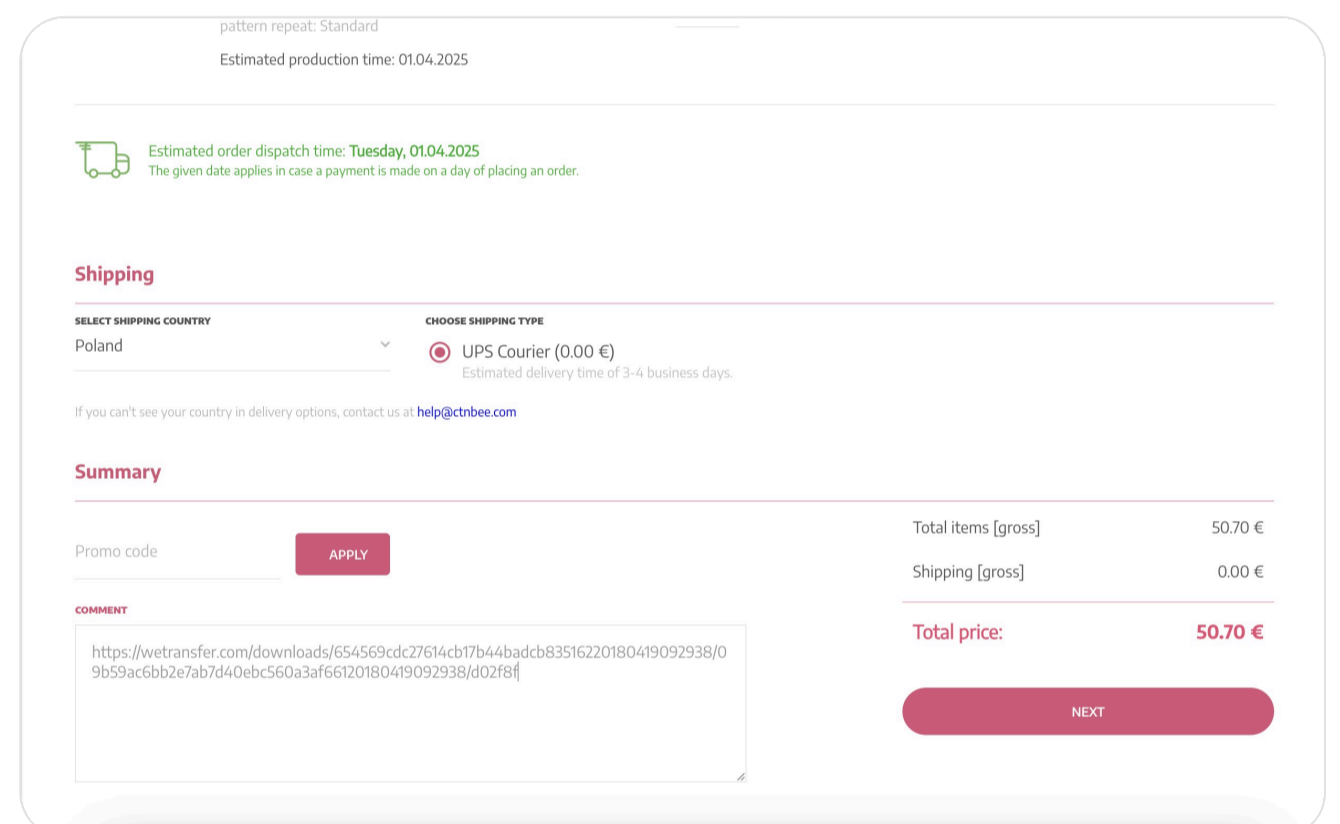 pattern repeat: Standard
Estimated production time: 01.04.2025
Estimated order dispatch time: Tuesday, 01.04.2025
The given date applies in case a payment is made on a day of placing an order.
Shipping
SELECT SHIPPING COUNTRY
Poland
CHOOSE SHIPPING TYPE
UPS Courier (0.00 €)
Estimated delivery time of 3-4 business days.
If you can't see your country in delivery options, contact us at help@ctnbee.com
Summary
Promo code
APPLY
COMMENT
https://wetransfer.com/downloads/654569cdc27614cb17b44badcb83516220180419092938/0
9b59ac6bb2e7ab7d40ebc560a3af66120180419092938/d02f8f
Total items [gross] 50.70 €
Shipping [gross] 0.00 €
Total price: 50.70 €
NEXT